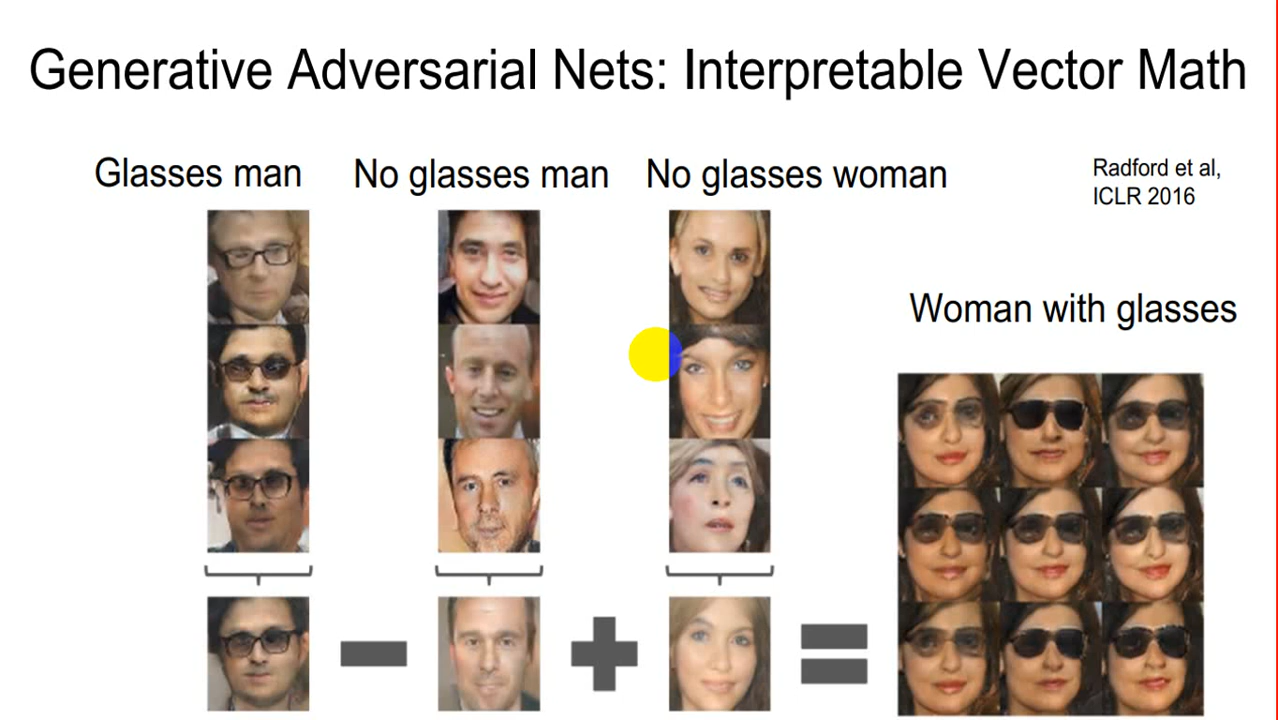 Generative Adversarial Nets: Interpretable Vector Math
Glasses man
No glasses man
No glasses woman
Radford et al,
ICLR 2016
Woman with glasses